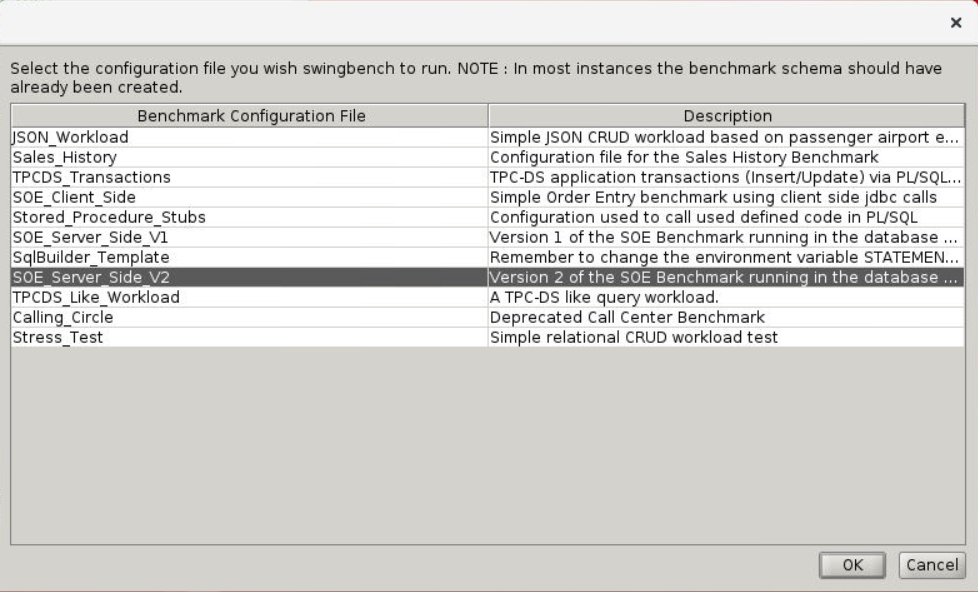 Select the configuration file you wish swingbench to run. NOTE : In most instances the benchmark schema should have
already been created.
Benchmark Configuration File Description
JSON_Workload Simple JSON CRUD workload based on passenger airport e...
Sales_History Configuration file for the Sales History Benchmark
TPCDS_Transactions TPC-DS application transactions (Insert/Update) via PL/SQL...
SOE_Client_Side Simple Order Entry benchmark using client side jdbc calls
Stored_Procedure_Stubs Configuration used to call used defined code in PL/SQL
SOE_Server_Side_V1 Version 1 of the SOE Benchmark running in the database ...
SqlBuilder_Template Remember to change the environment variable STATEMEN...
SOE_Server_Side_V2 Version 2 of the SOE Benchmark running in the database ...
TPCDS_Like_Workload A TPC-DS like query workload.
Calling_Circle Deprecated Call Center Benchmark
Stress_Test Simple relational CRUD workload test
OK Cancel